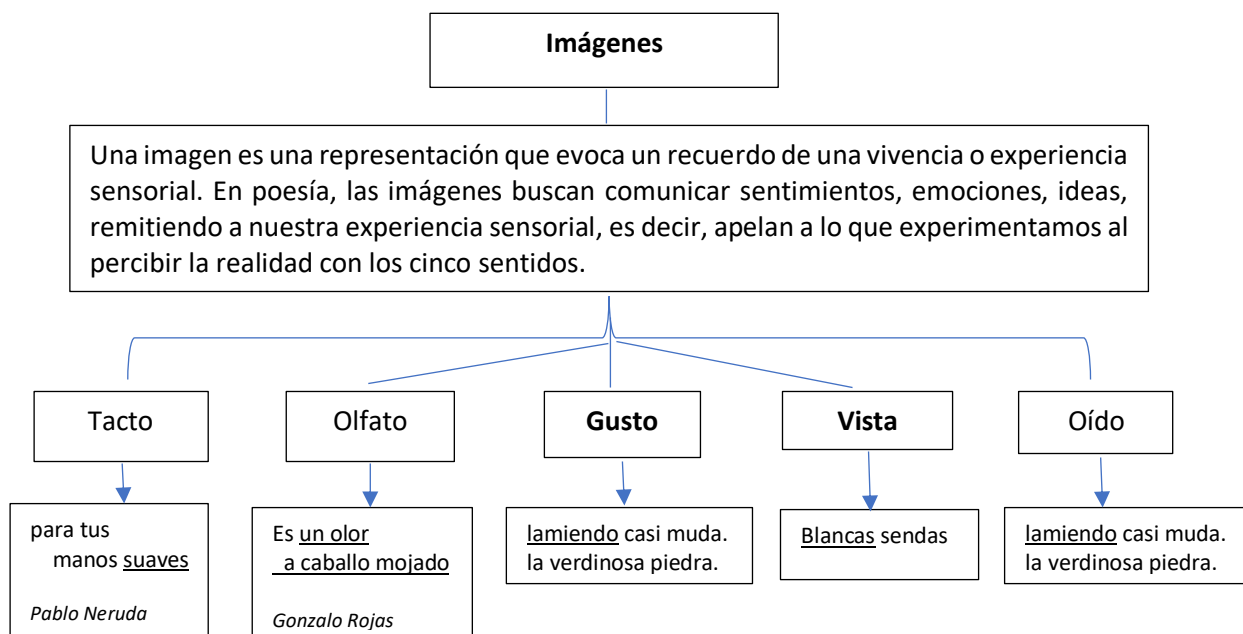 Imágenes
Una imagen es una representación que evoca un recuerdo de una vivencia o experiencia
sensorial. En poesía, las imágenes buscan comunicar sentimientos, emociones, ideas,
remitiendo a nuestra experiencia sensorial, es decir, apelan a lo que experimentamos al
percibir la realidad con los cinco sentidos.
Tacto
Olfato
Gusto
Vista
Oído
para tus
manos suaves
Pablo Neruda
Es un olor
a caballo mojado
Gonzalo Rojas
lamiendo casi muda.
la verdinosa piedra.
Blancas sendas
lamiendo casi muda.
la verdinosa piedra.